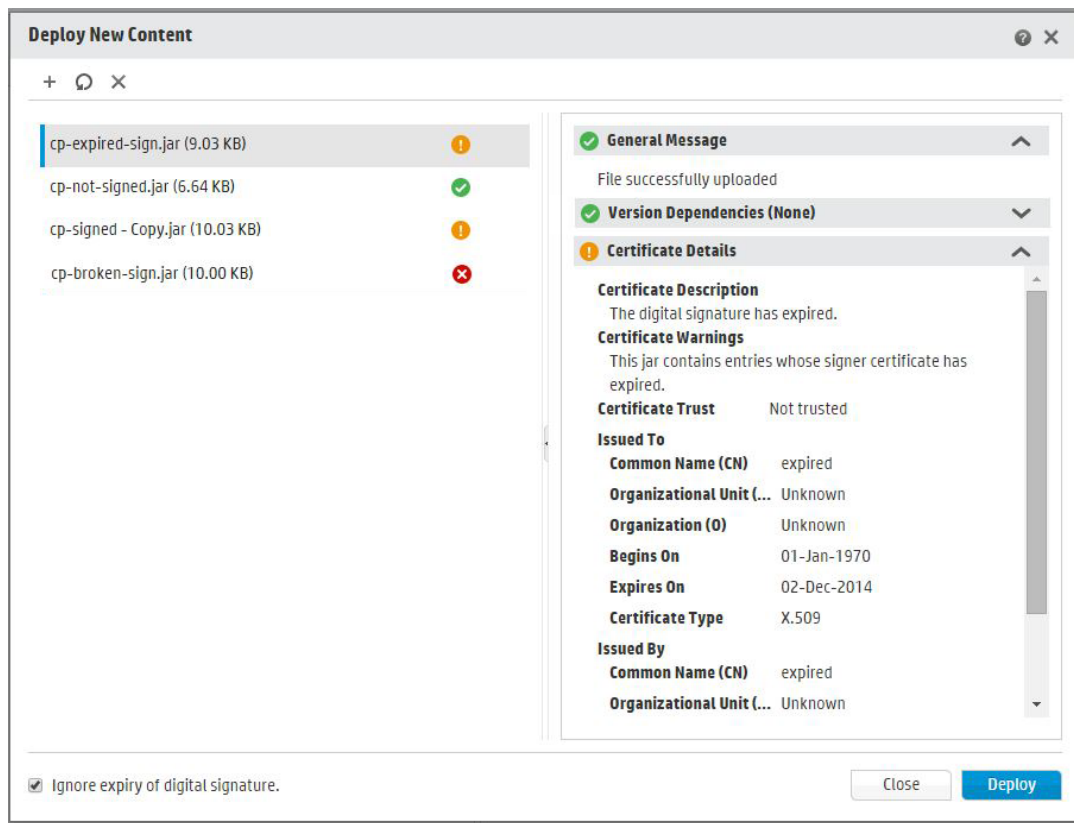 Deploy New Content
cp-expired-sign.jar (9.03 KB)
cp-not-signed.jar (6.64 KB)
cp-signed - Copy.jar (10.03 KB)
cp-broken-sign.jar (10.00 KB)
General Message
File successfully uploaded
Version Dependencies (None)
Certificate Details
Certificate Description
The digital signature has expired.
Certificate Warnings
This jar contains entries whose signer certificate has
expired.
Certificate Trust Not trusted
Issued To
Common Name (CN) expired
Organizational Unit (... Unknown
Organization (O) Unknown
Begins On 01-Jan-1970
Expires On 02-Dec-2014
Certificate Type X.509
Issued By
Common Name (CN) expired
Organizational Unit (... Unknown
Ignore expiry of digital signature.
Close Deploy